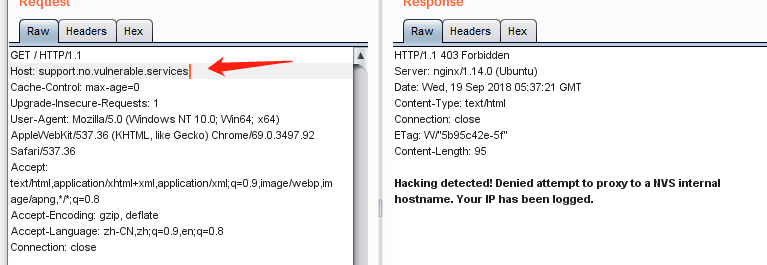 Request
Raw Headers Hex
GET / HTTP/1.1
Host: support.no.vulnerable.services
Cache-Control: max-age=0
Upgrade-Insecure-Requests: 1
User-Agent: Mozilla/5.0 (Windows NT 10.0; Win64; x64)
AppleWebKit/537.36 (KHTML, like Gecko) Chrome/69.0.3497.92
Safari/537.36
Accept:
text/html,application/xhtml+xml,application/xml;q=0.9,image/webp,im
age/apng,*/*;q=0.8
Accept-Encoding: gzip, deflate
Accept-Language: zh-CN,zh;q=0.9,en;q=0.8
Connection: close
Response
Raw Headers Hex
HTTP/1.1 403 Forbidden
Server: nginx/1.14.0 (Ubuntu)
Date: Wed, 19 Sep 2018 05:37:21 GMT
Content-Type: text/html
Connection: close
ETag: W/"5b95c42e-5f"
Content-Length: 95
Hacking detected! Denied attempt to proxy to a NVS internal
hostname. Your IP has been logged.